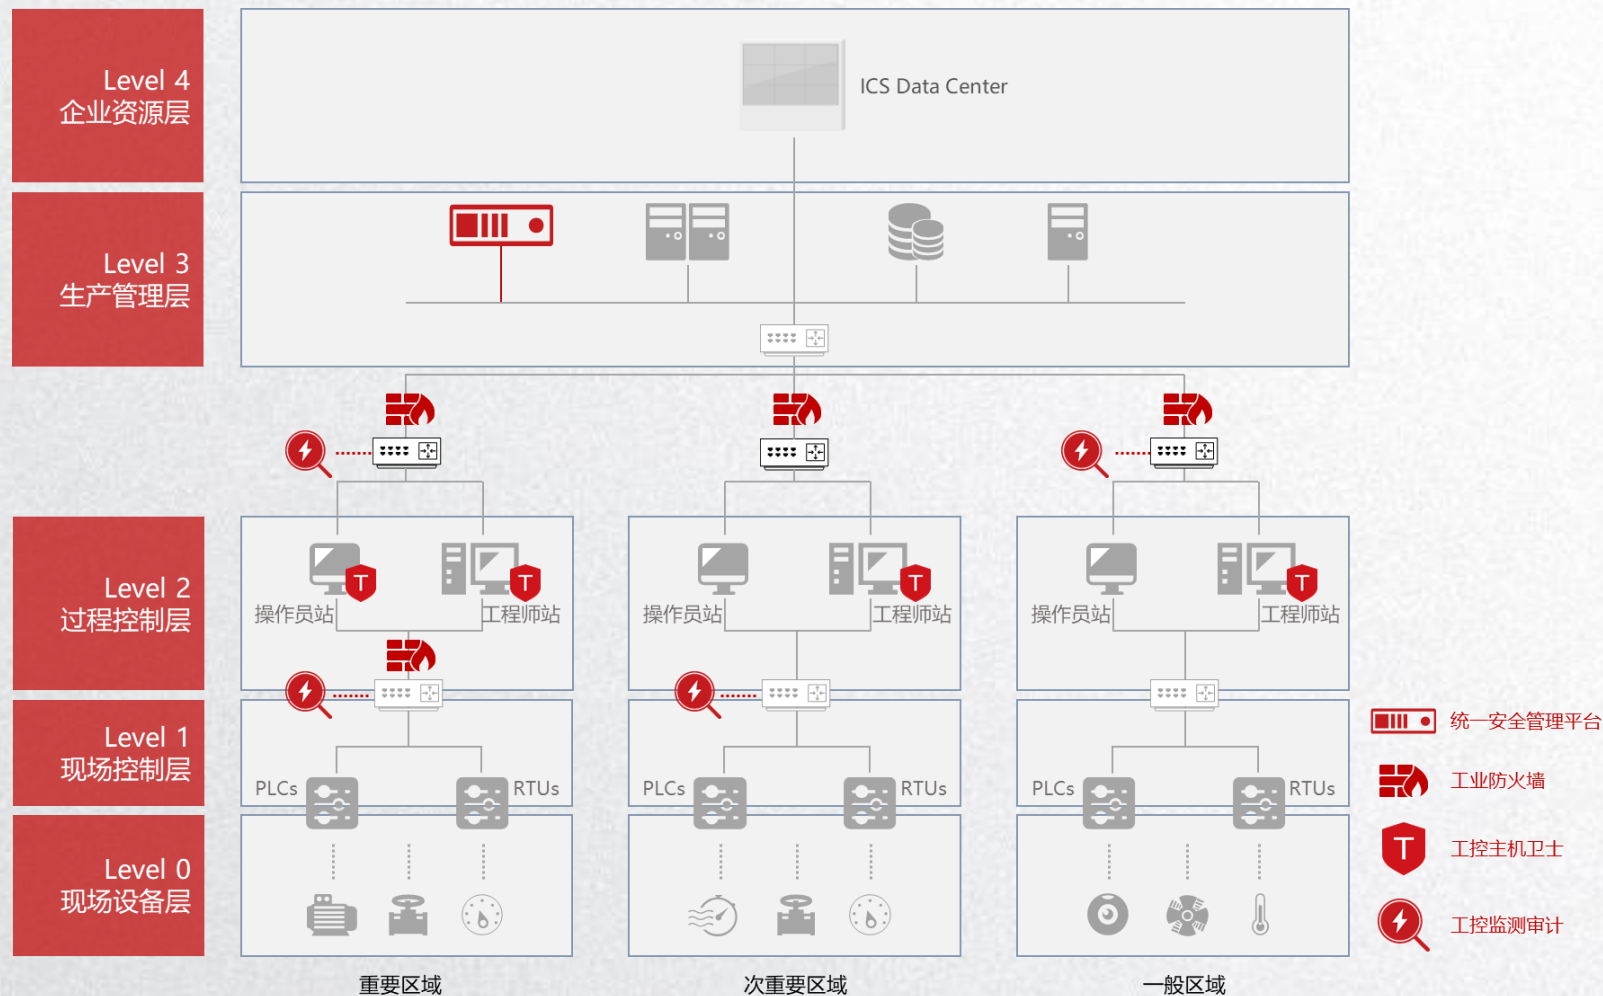 Level 4
企业资源层
ICS Data Center
Level 3
生产管理层
Level 2
过程控制层
T
T
T
T
操作员站
工程师站
操作员站
工程师站
操作员站
工程师站
Level 1
现场控制层
PLCs
RTUs
PLCs
RTUs
PLCs
RTUs
Level 0
现场设备层
重要区域
次重要区域
一般区域
统一安全管理平台
工业防火墙
T
工控主机卫士
工控监测审计